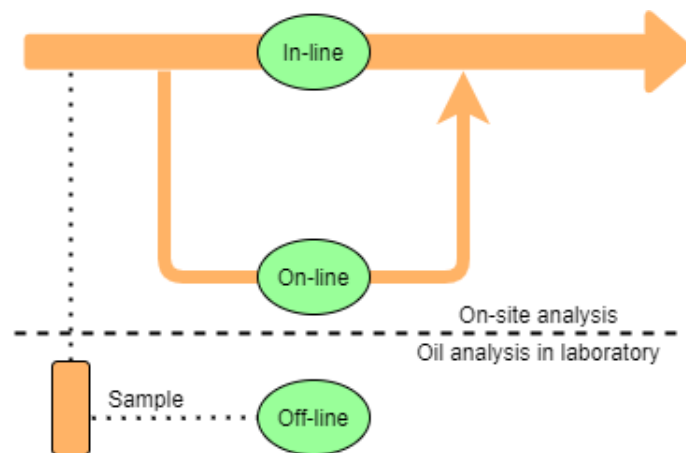 In-line
On-line
On-site analysis
Oil analysis in laboratory
Sample
Off-line